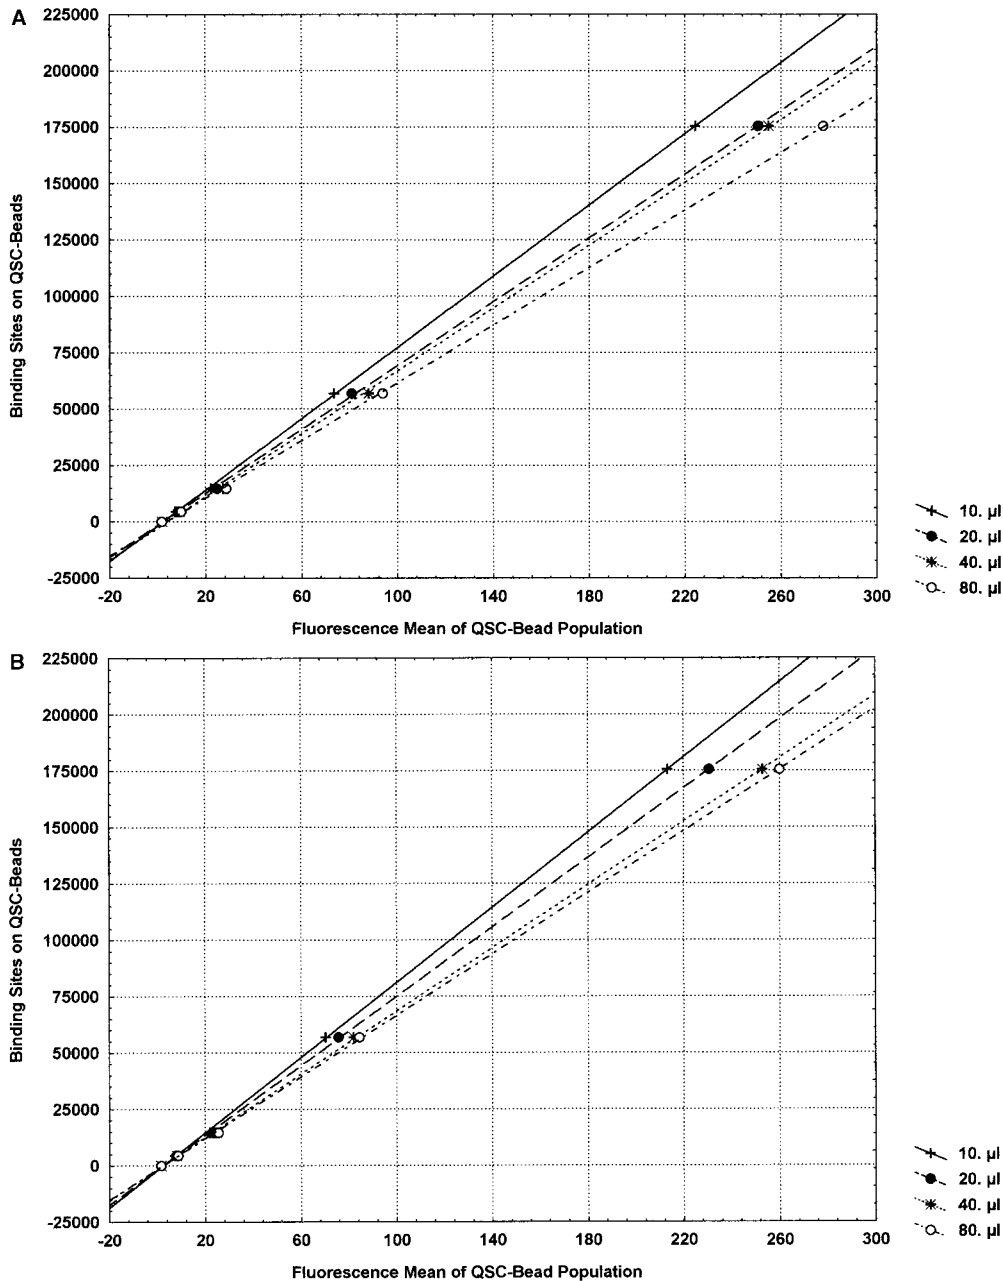 A
225000
200000
175000
150000
125000
100000
75000
50000
25000
0
-25000
Binding Sites on QSC-Beads
-20 20 60 100 140 180 220 260 300
Fluorescence Mean of QSC-Bead Population
10. µl
20. µl
40. µl
80. µl
B
225000
200000
175000
150000
125000
100000
75000
50000
25000
0
-25000
Binding Sites on QSC-Beads
-20 20 60 100 140 180 220 260 300
Fluorescence Mean of QSC-Bead Population
10. µl
20. µl
40. µl
80. µl